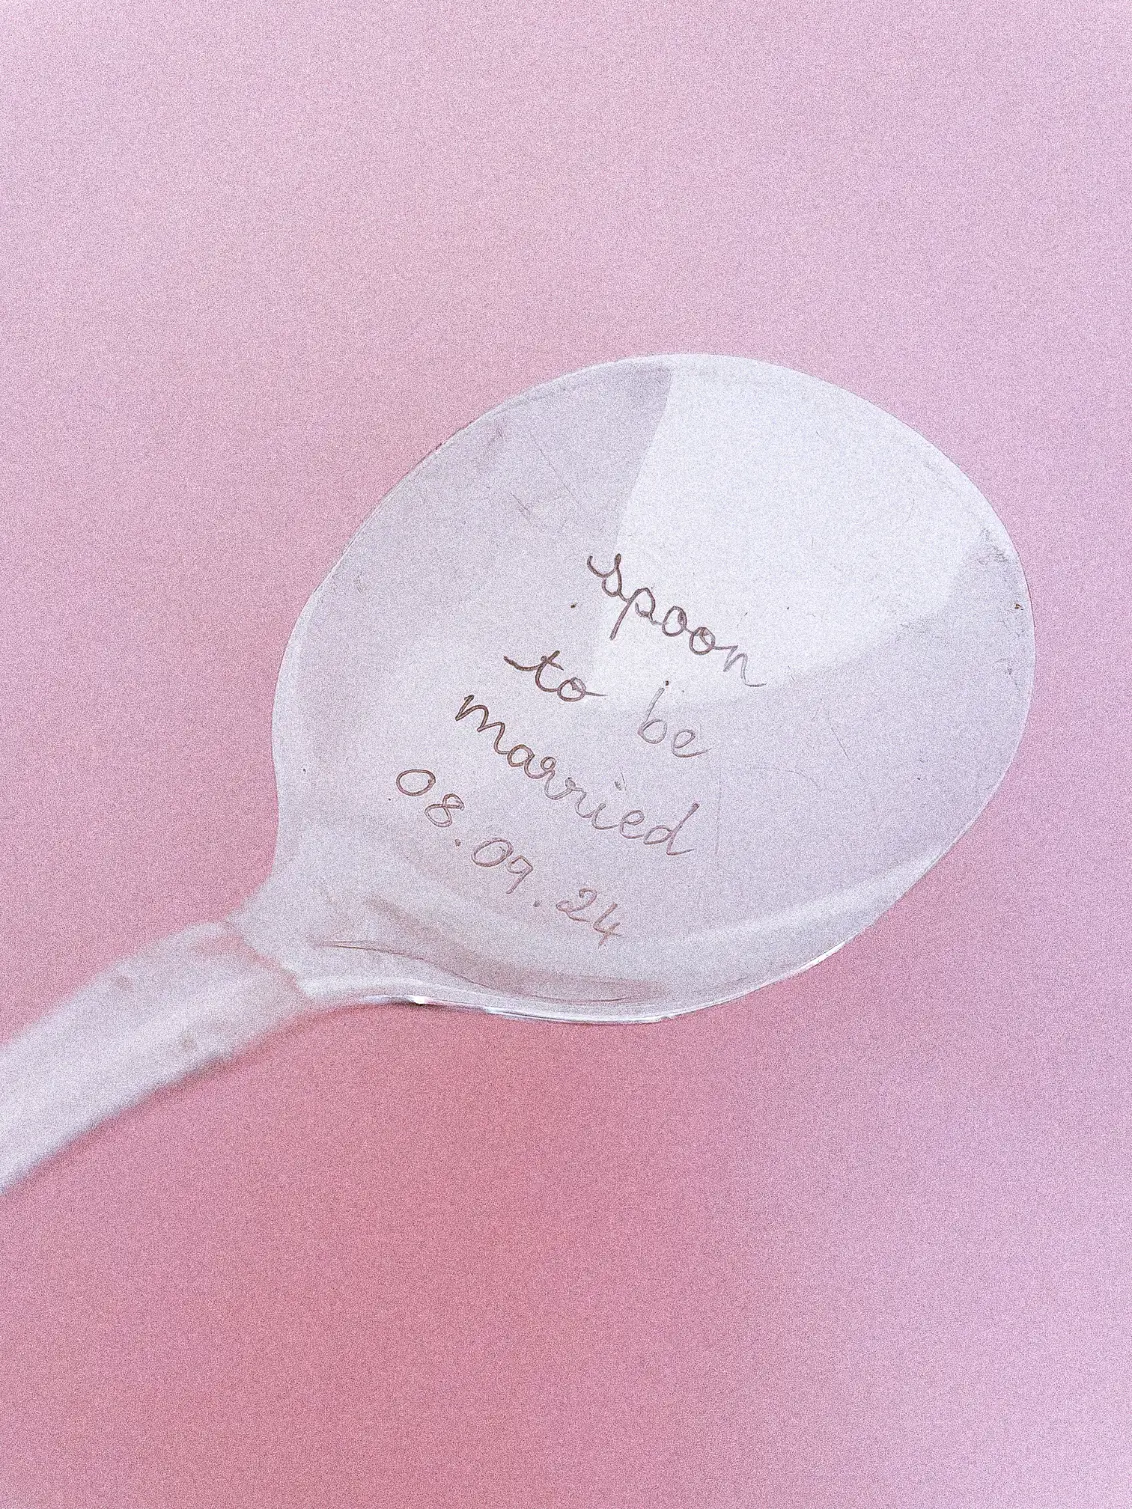 spoon
to be
married
08.09.24